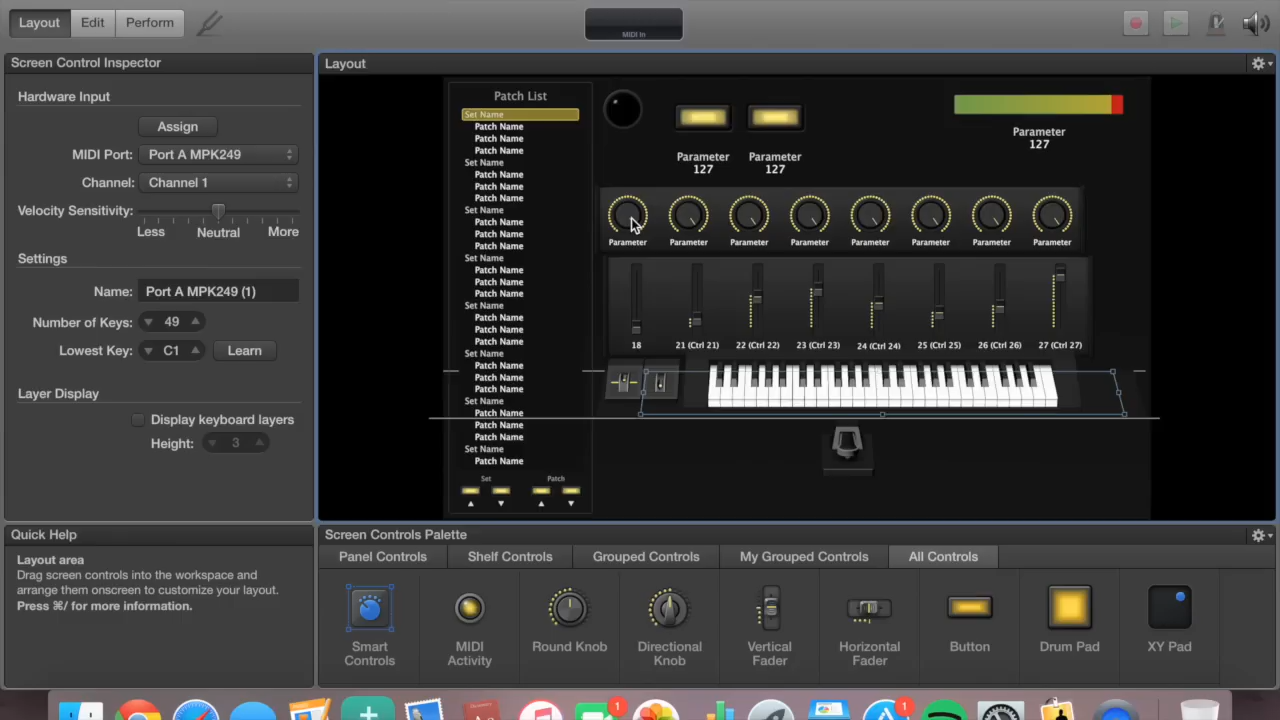 Layout Edit Perform
MIDI In
Screen Control Inspector
Hardware Input
Assign
MIDI Port: Port A MPK249
Channel: Channel 1
Velocity Sensitivity:
Less Neutral More
Settings
Name: Port A MPK249 (1)
Number of Keys: 49
Lowest Key: C1 Learn
Layer Display
Display keyboard layers
Height: 3
Quick Help
Layout area
Drag screen controls into the workspace and
arrange them onscreen to customize your layout.
Press ⌘/ for more information.
Layout
Patch List
Set Name
Patch Name
Patch Name
Patch Name
Set Name
Patch Name
Patch Name
Patch Name
Set Name
Patch Name
Patch Name
Patch Name
Set Name
Patch Name
Patch Name
Patch Name
Set Name
Patch Name
Patch Name
Patch Name
Set Name
Patch Name
Patch Name
Patch Name
Set Name
Patch Name
Patch Name
Patch Name
Set Name
Patch Name
Set Patch
Parameter Parameter Parameter
127 127 127
Parameter Parameter Parameter Parameter Parameter Parameter Parameter Parameter
18 21 (Ctrl 21) 22 (Ctrl 22) 23 (Ctrl 23) 24 (Ctrl 24) 25 (Ctrl 25) 26 (Ctrl 26) 27 (Ctrl 27)
Screen Controls Palette
Panel Controls Shelf Controls Grouped Controls My Grouped Controls All Controls
Smart Controls
MIDI Activity
Round Knob
Directional Knob
Vertical Fader
Horizontal Fader
Button
Drum Pad
XY Pad
1
1